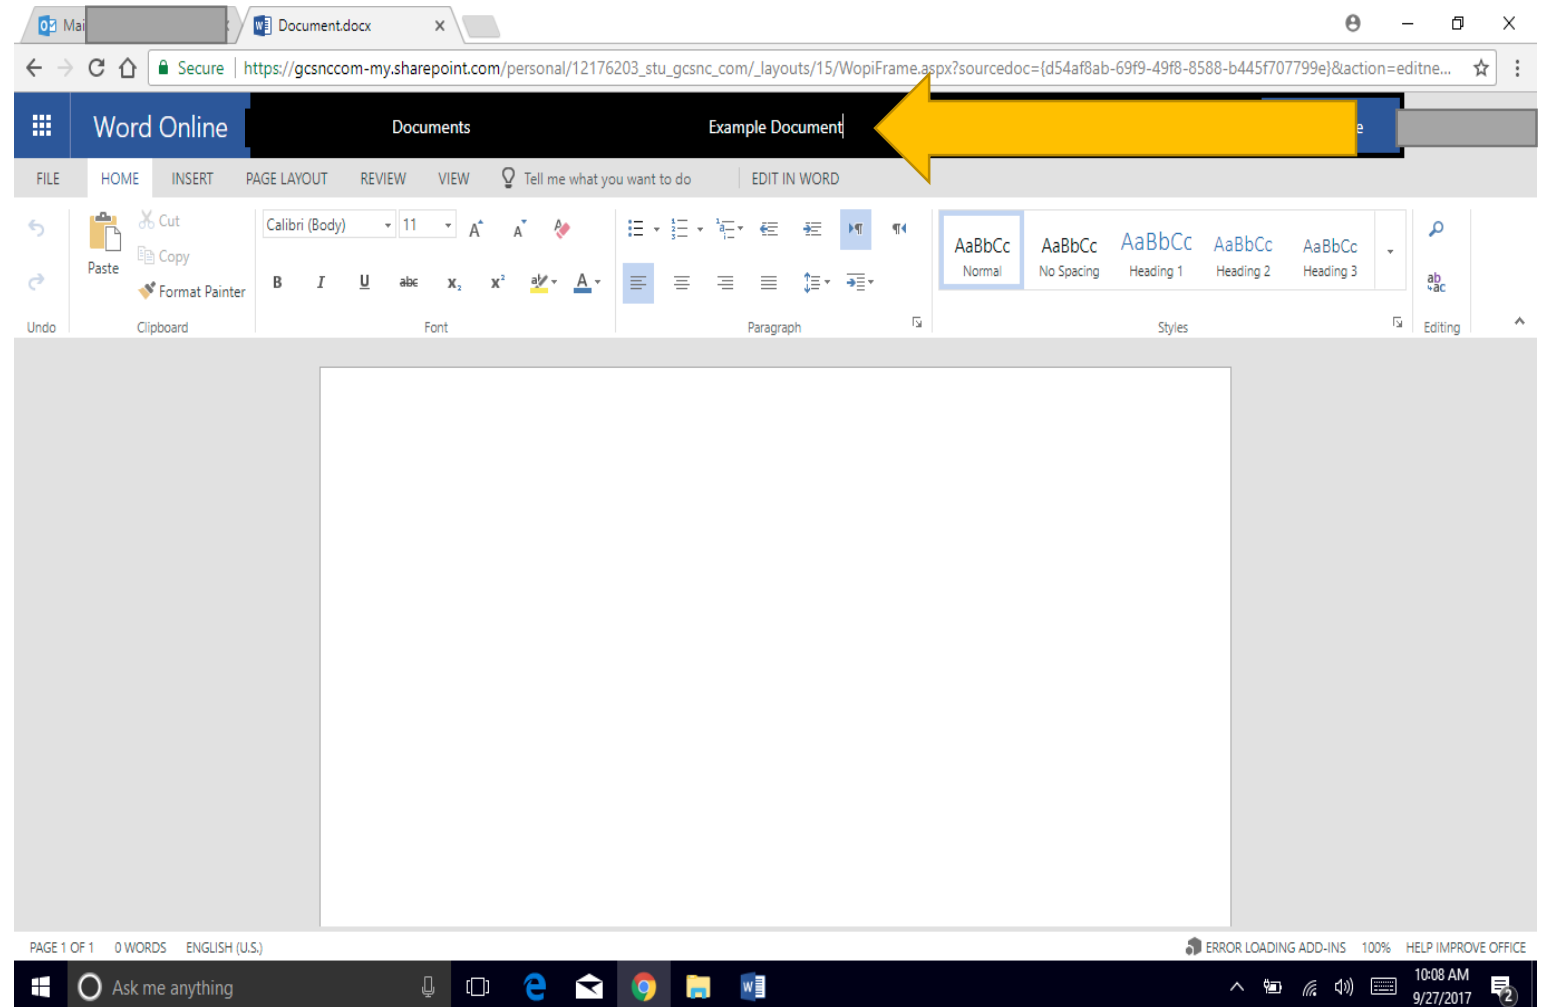 Mai
Document.docx
Secure | https://gcsnccom-my.sharepoint.com/personal/12176203_stu_gcsnc_com/_layouts/15/WopiFrame.aspx?sourcedoc={d54af8ab-69f9-49f8-8588-b445f707799e}&action=editne...
Word Online Documents Example Document e
FILE HOME INSERT PAGE LAYOUT REVIEW VIEW Tell me what you want to do EDIT IN WORD
Cut
Copy
Format Painter
Paste
Calibri (Body) 11
B I U abc x₂ x² A
AaBbCc AaBbCc AaBbCc AaBbCc AaBbCc
Normal No Spacing Heading 1 Heading 2 Heading 3
Undo Clipboard Font Paragraph Styles Editing
PAGE 1 OF 1 0 WORDS ENGLISH (U.S.) ERROR LOADING ADD-INS 100% HELP IMPROVE OFFICE
Ask me anything
10:08 AM
9/27/2017
2